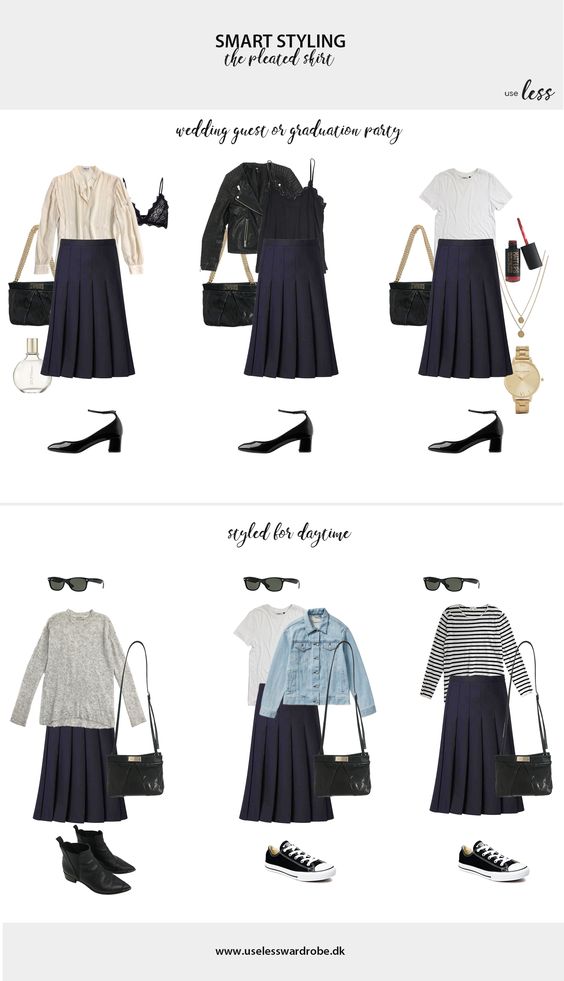 SMART STYLING
the pleated skirt
use less
wedding guest or graduation party
styled for daytime
www.uselesswardrobe.dk